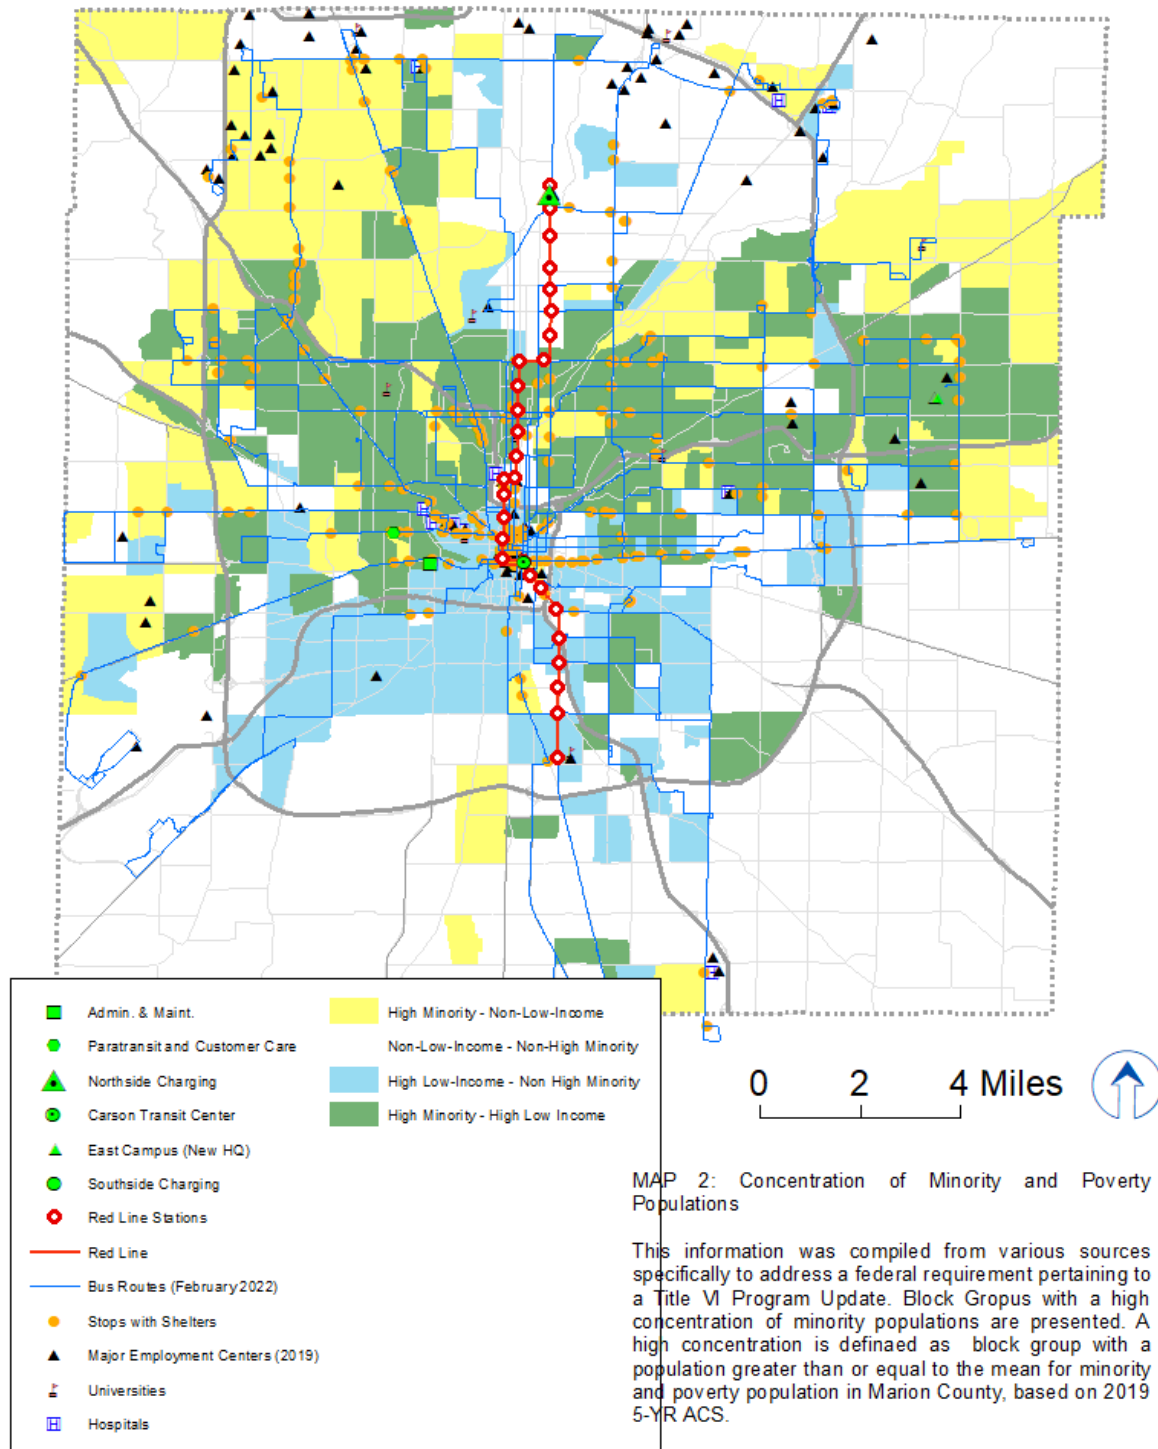 Admin. & Maint.
Paratransit and Customer Care
Northside Charging
Carson Transit Center
East Campus (New HQ)
Southside Charging
Red Line Stations
Red Line
Bus Routes (February 2022)
Stops with Shelters
Major Employment Centers (2019)
Universities
H Hospitals
High Minority - Non-Low-Income
Non-Low-Income - Non-High Minority
High Low-Income - Non High Minority
High Minority - High Low Income
0 2 4 Miles
MAP 2: Concentration of Minority and Poverty
Populations
This information was compiled from various sources
specifically to address a federal requirement pertaining to
a Title VI Program Update. Block Gropus with a high
concentration of minority populations are presented. A
high concentration is definaed as block group with a
population greater than or equal to the mean for minority
and poverty population in Marion County, based on 2019
5-YR ACS.